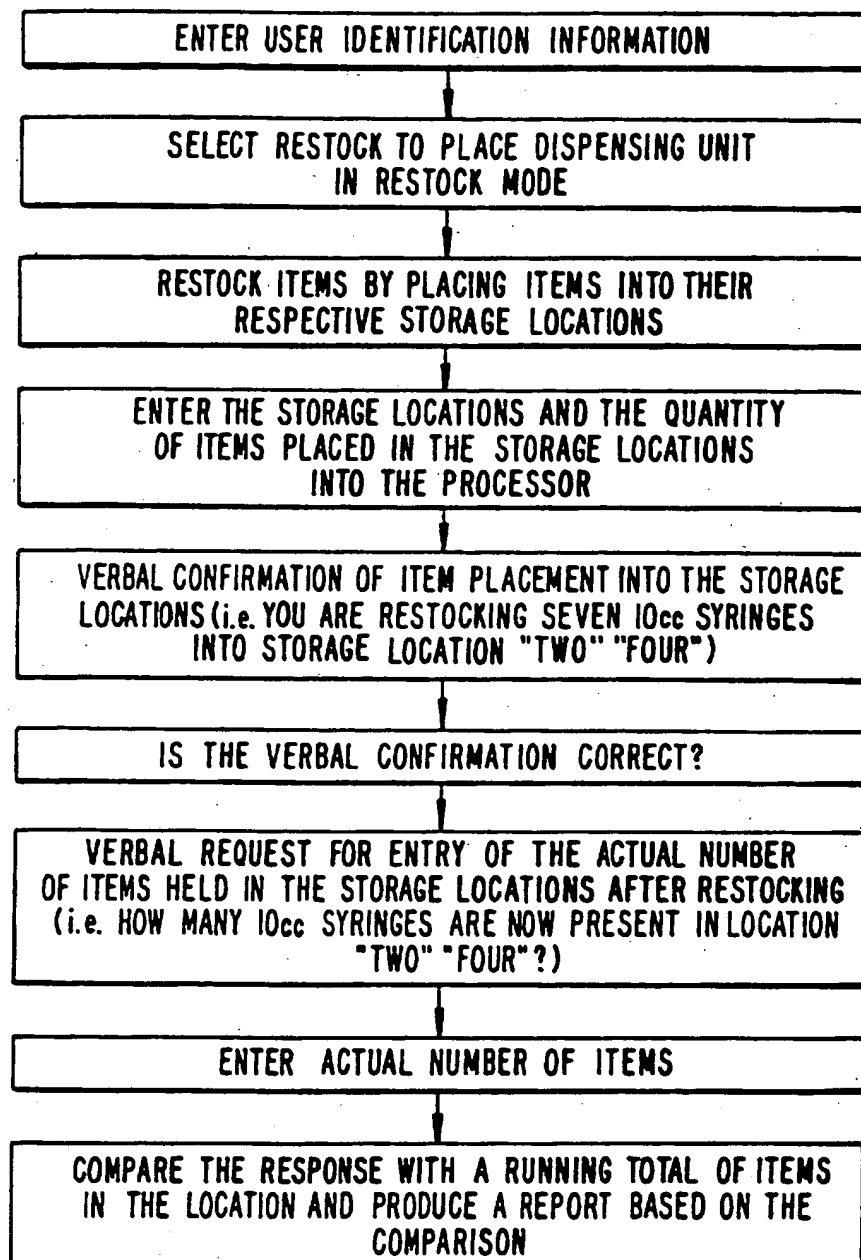 ENTER USER IDENTIFICATION INFORMATION
SELECT RESTOCK TO PLACE DISPENSING UNIT
IN RESTOCK MODE
RESTOCK ITEMS BY PLACING ITEMS INTO THEIR
RESPECTIVE STORAGE LOCATIONS
ENTER THE STORAGE LOCATIONS AND THE QUANTITY
OF ITEMS PLACED IN THE STORAGE LOCATIONS
INTO THE PROCESSOR
VERBAL CONFIRMATION OF ITEM PLACEMENT INTO THE STORAGE
LOCATIONS (i.e. YOU ARE RESTOCKING SEVEN 10cc SYRINGES
INTO STORAGE LOCATION "TWO" "FOUR")
IS THE VERBAL CONFIRMATION CORRECT?
VERBAL REQUEST FOR ENTRY OF THE ACTUAL NUMBER
OF ITEMS HELD IN THE STORAGE LOCATIONS AFTER RESTOCKING
(i.e. HOW MANY 10cc SYRINGES ARE NOW PRESENT IN LOCATION
"TWO" "FOUR"?)
ENTER ACTUAL NUMBER OF ITEMS
COMPARE THE RESPONSE WITH A RUNNING TOTAL OF ITEMS
IN THE LOCATION AND PRODUCE A REPORT BASED ON THE
COMPARISON